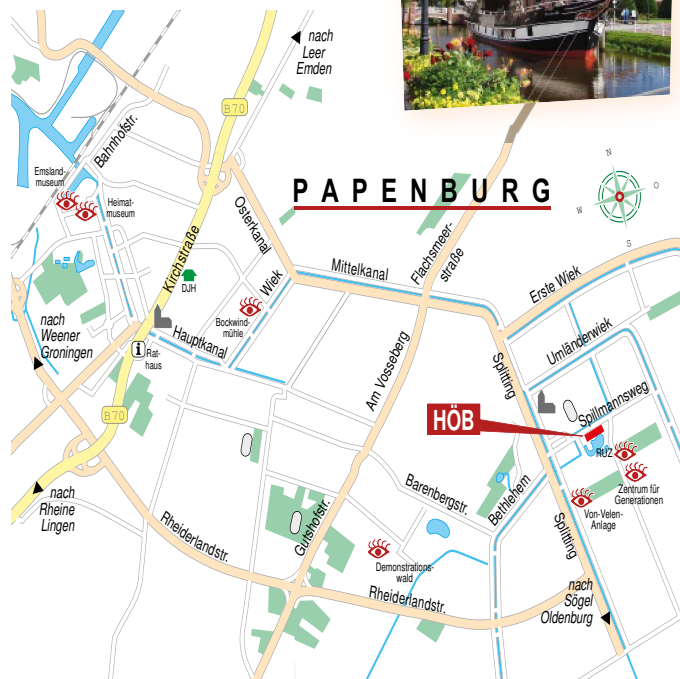 nach
Leer
Emden
B70
Bahnhofstr.
Emsland-
museum
Heimat-
museum
PAPENBURG
N
O
W
S
Osterkanal
Kirchstraße
Mittelkanal
Flachsmeer-
straße
Erste Wiek
DJH
Wiek
Bockwind-
mühle
nach
Weener
Groningen
Hauptkanal
i
Rat-
haus
Umländerwiek
Am Vosseberg
Splitting
Spillmannsweg
B70
HÖB
RUZ
Zentrum für
Generationen
nach
Rheine
Lingen
Barenbergstr.
Bethlehem
Von-Velen-
Anlage
Rheiderlandstr.
Gutshofstr.
Splitting
Demonstrations-
wald
Rheiderlandstr.
nach
Sögel
Oldenburg